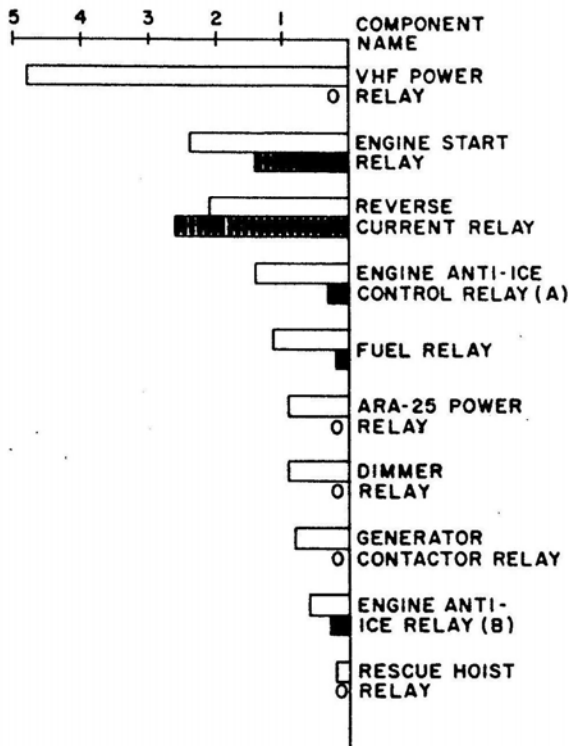 5 4 3 2 1
COMPONENT
NAME
VHF POWER
0 RELAY
ENGINE START
RELAY
REVERSE
CURRENT RELAY
ENGINE ANTI-ICE
CONTROL RELAY (A)
FUEL RELAY
ARA-25 POWER
0 RELAY
DIMMER
0 RELAY
GENERATOR
0 CONTACTOR RELAY
ENGINE ANTI-
ICE RELAY (B)
RESCUE HOIST
0 RELAY